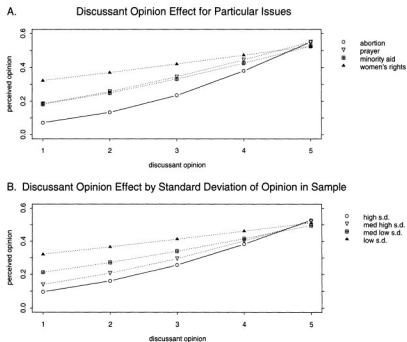 A. Discussant Opinion Effect for Particular Issues
perceived opinion
0.0 0.2 0.4 0.6
1 2 3 4 5
discussant opinion
abortion
prayer
minority aid
women's rights
B. Discussant Opinion Effect by Standard Deviation of Opinion in Sample
perceived opinion
0.0 0.2 0.4 0.6
1 2 3 4 5
discussant opinion
high s.d.
med high s.d.
med low s.d.
low s.d.